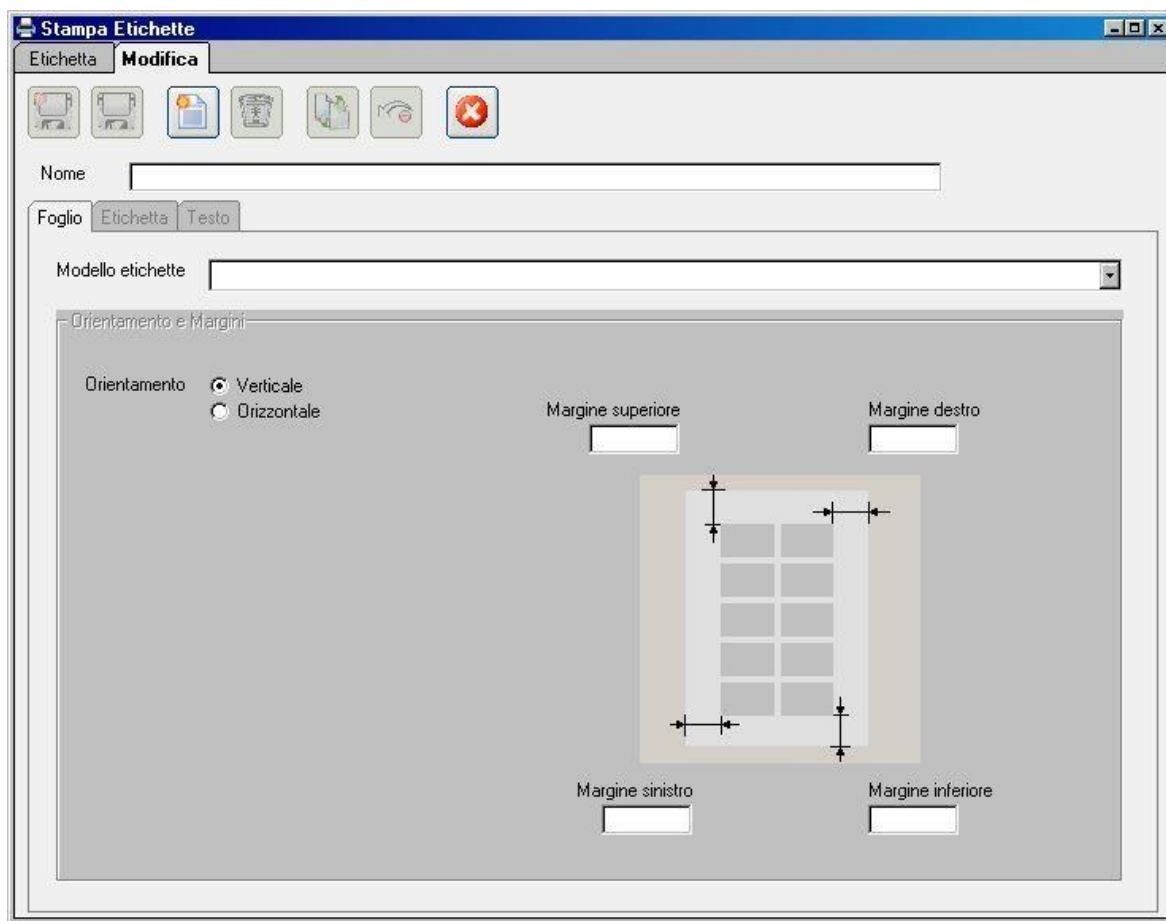 Stampa Etichette
Etichetta Modifica
Nome
Foglio Etichetta Testo
Modello etichette
Orientamento e Margini
Orientamento Verticale
Orizzontale
Margine superiore Margine destro
Margine sinistro Margine inferiore